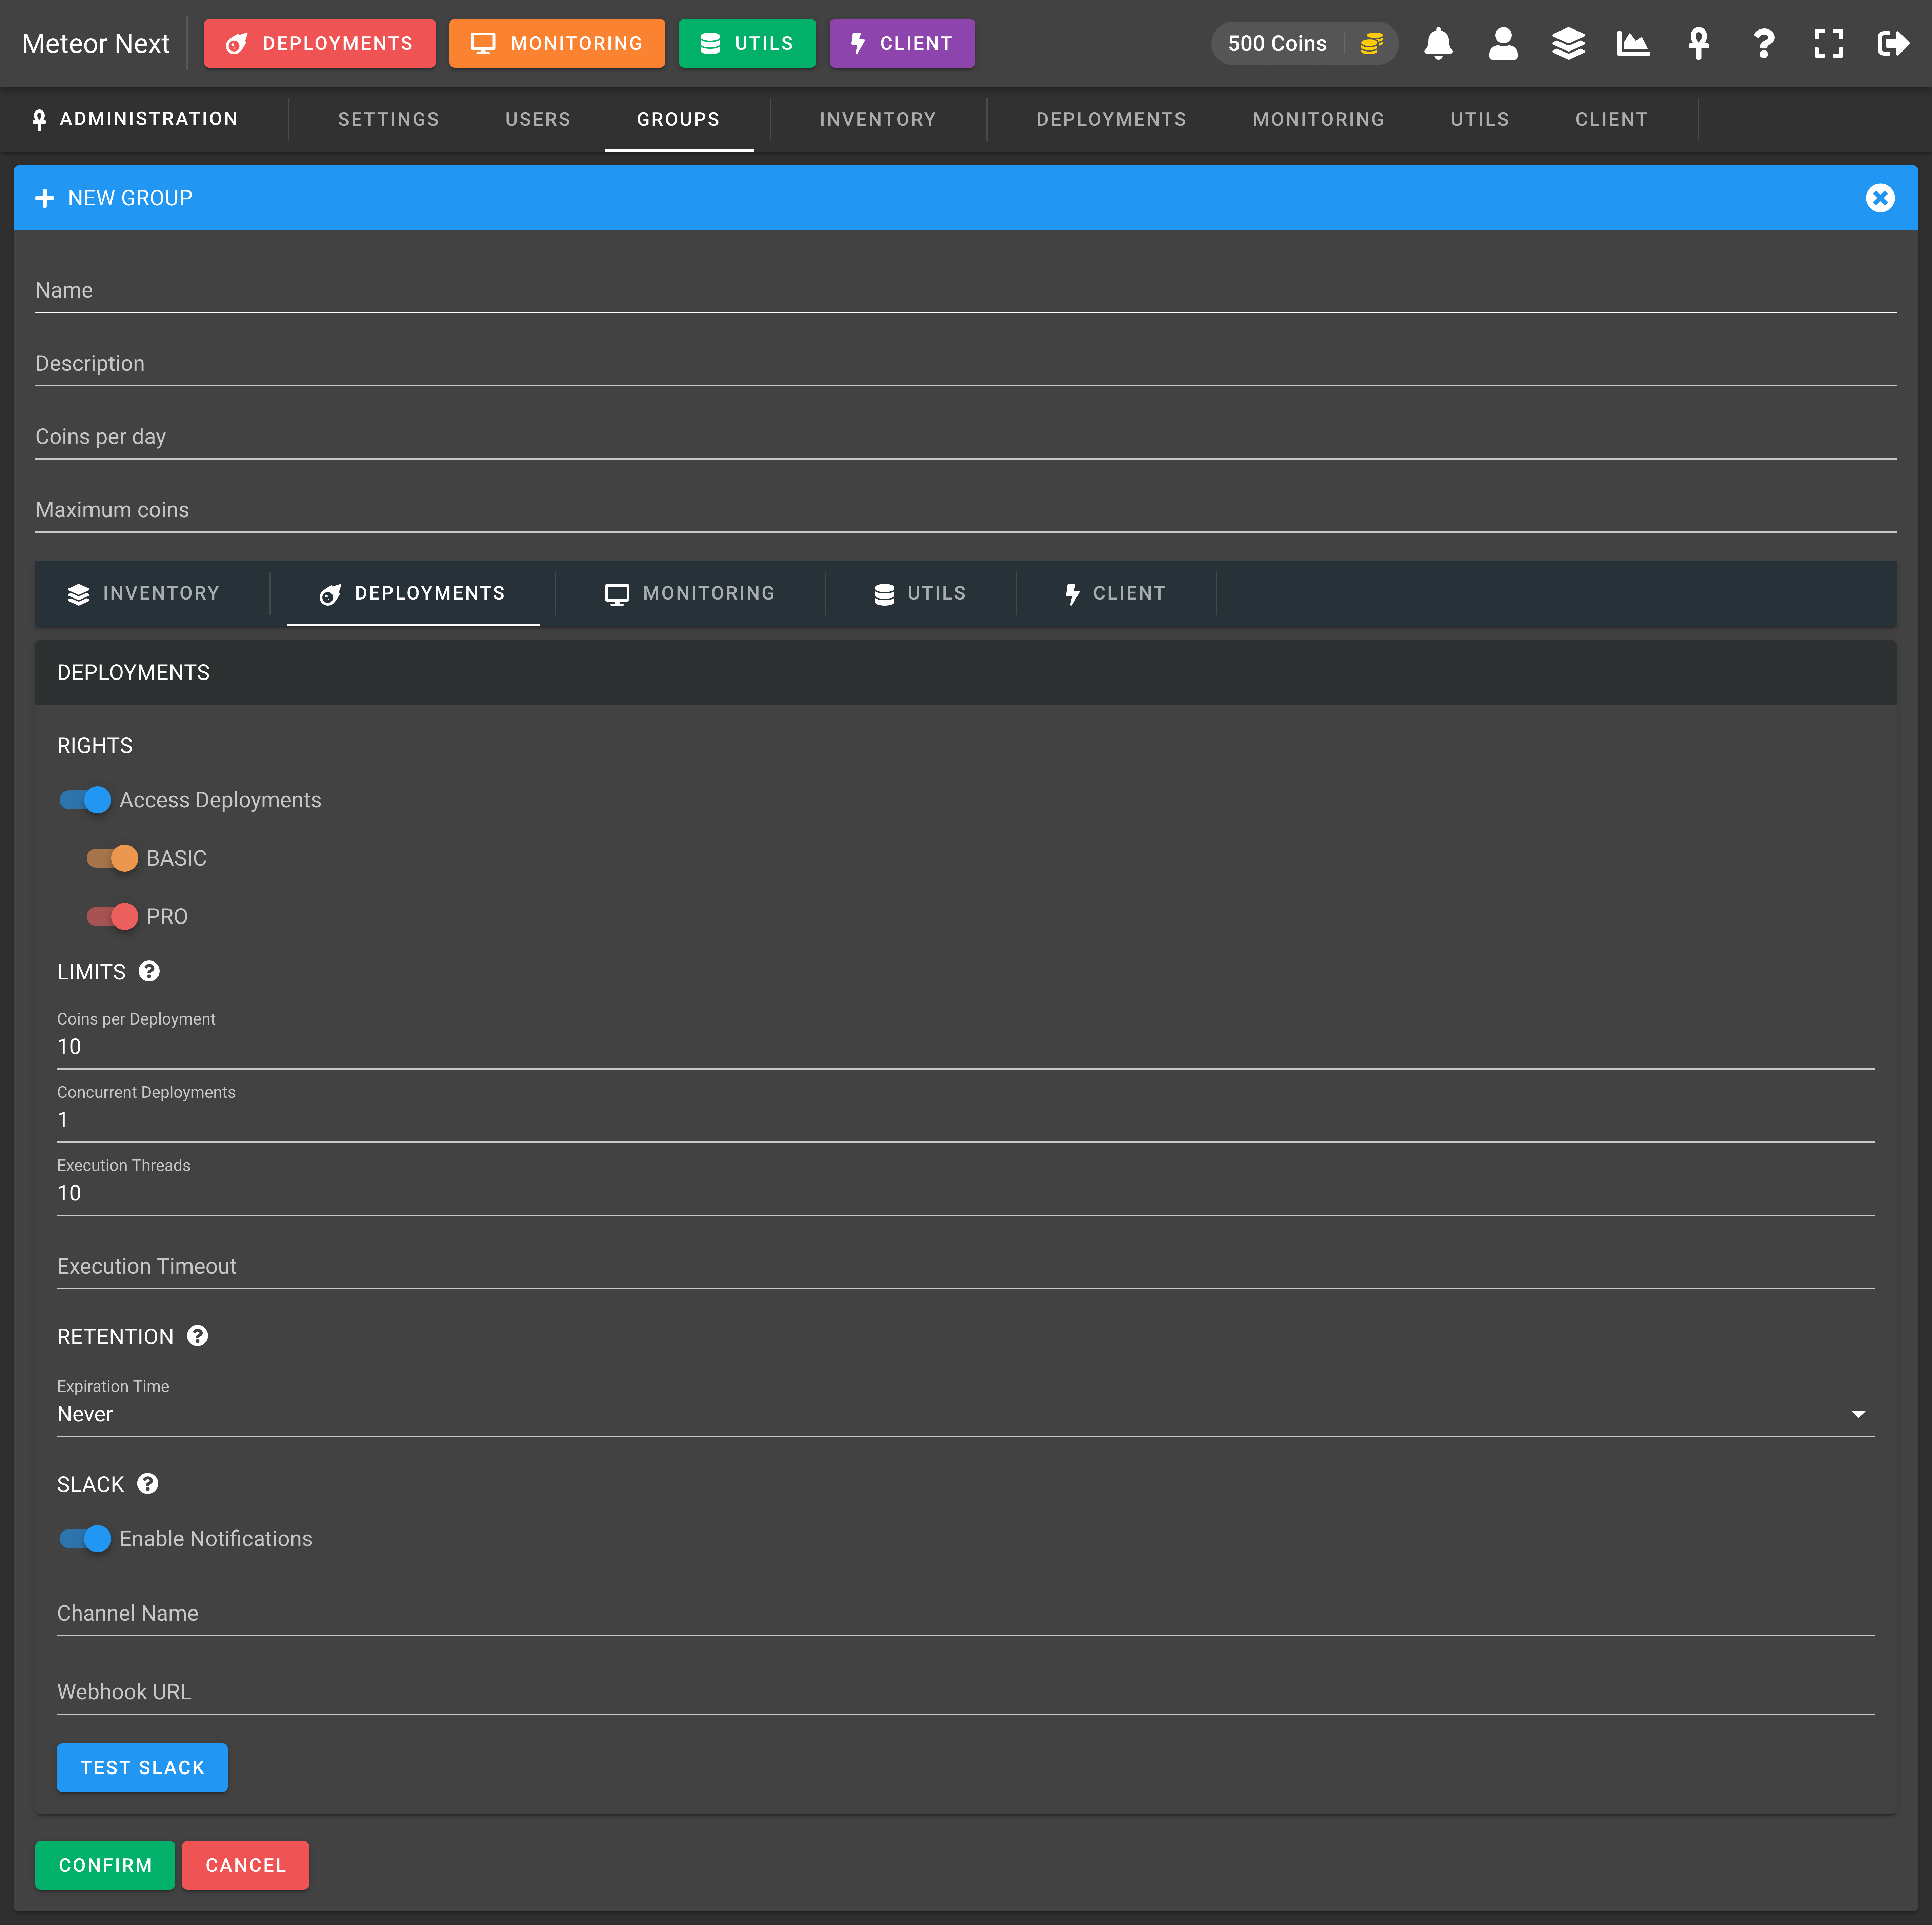 Meteor Next DEPLOYMENTS MONITORING UTILS CLIENT 500 Coins
ADMINISTRATION SETTINGS USERS GROUPS INVENTORY DEPLOYMENTS MONITORING UTILS CLIENT
NEW GROUP
Name
Description
Coins per day
Maximum coins
INVENTORY DEPLOYMENTS MONITORING UTILS CLIENT
DEPLOYMENTS
RIGHTS
Access Deployments
BASIC
PRO
LIMITS
Coins per Deployment
10
Concurrent Deployments
1
Execution Threads
10
Execution Timeout
RETENTION
Expiration Time
Never
SLACK
Enable Notifications
Channel Name
Webhook URL
TEST SLACK
CONFIRM CANCEL